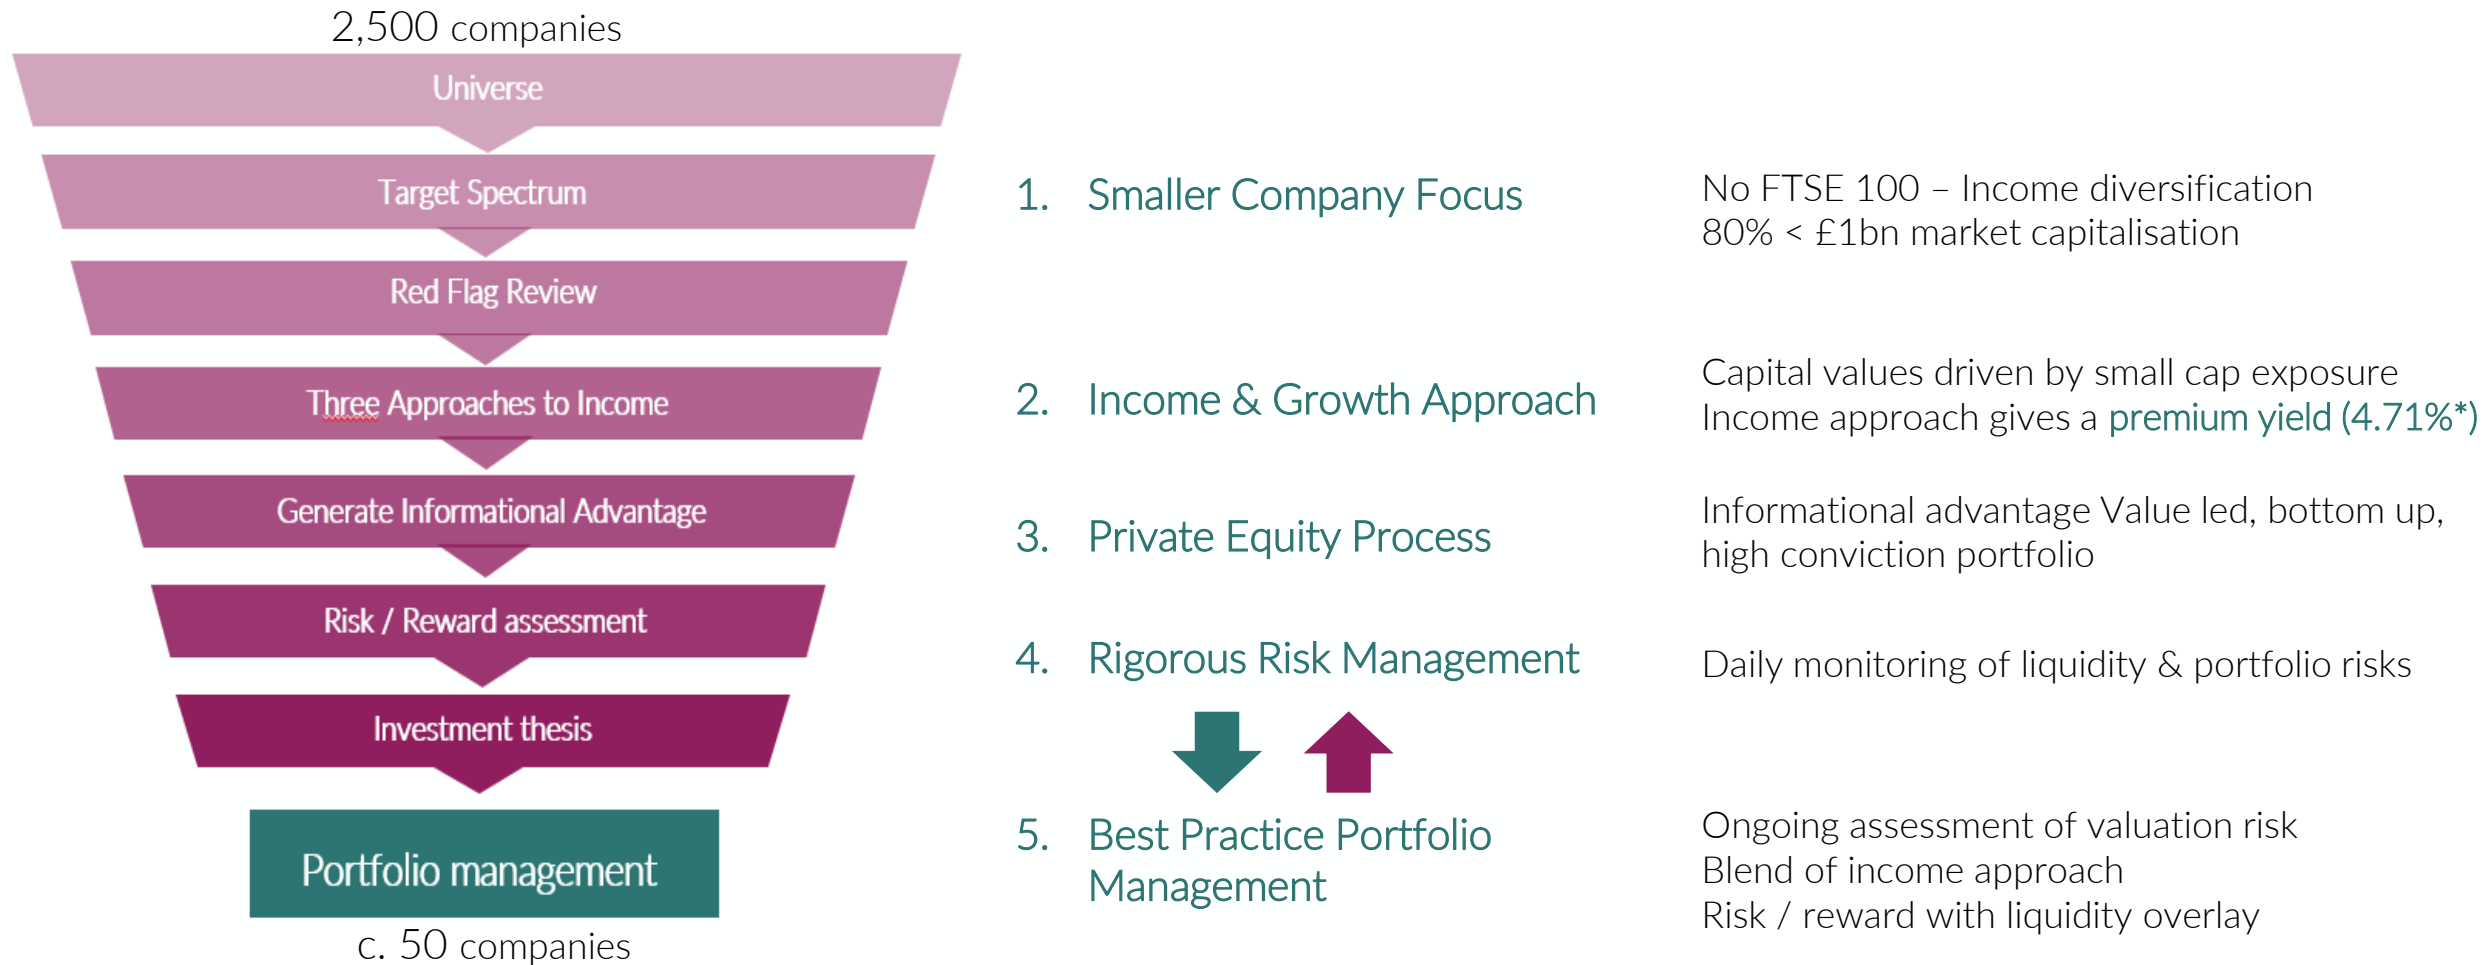 2,500 companies
Universe
Target Spectrum
Red Flag Review
Three Approaches to Income
Generate Informational Advantage
Risk / Reward assessment
Investment thesis
Portfolio management
c. 50 companies
1. Smaller Company Focus
No FTSE 100 – Income diversification
80% < £1bn market capitalisation
2. Income & Growth Approach
Capital values driven by small cap exposure
Income approach gives a premium yield (4.71%*)
3. Private Equity Process
Informational advantage Value led, bottom up,
high conviction portfolio
4. Rigorous Risk Management
Daily monitoring of liquidity & portfolio risks
5. Best Practice Portfolio
Management
Ongoing assessment of valuation risk
Blend of income approach
Risk / reward with liquidity overlay